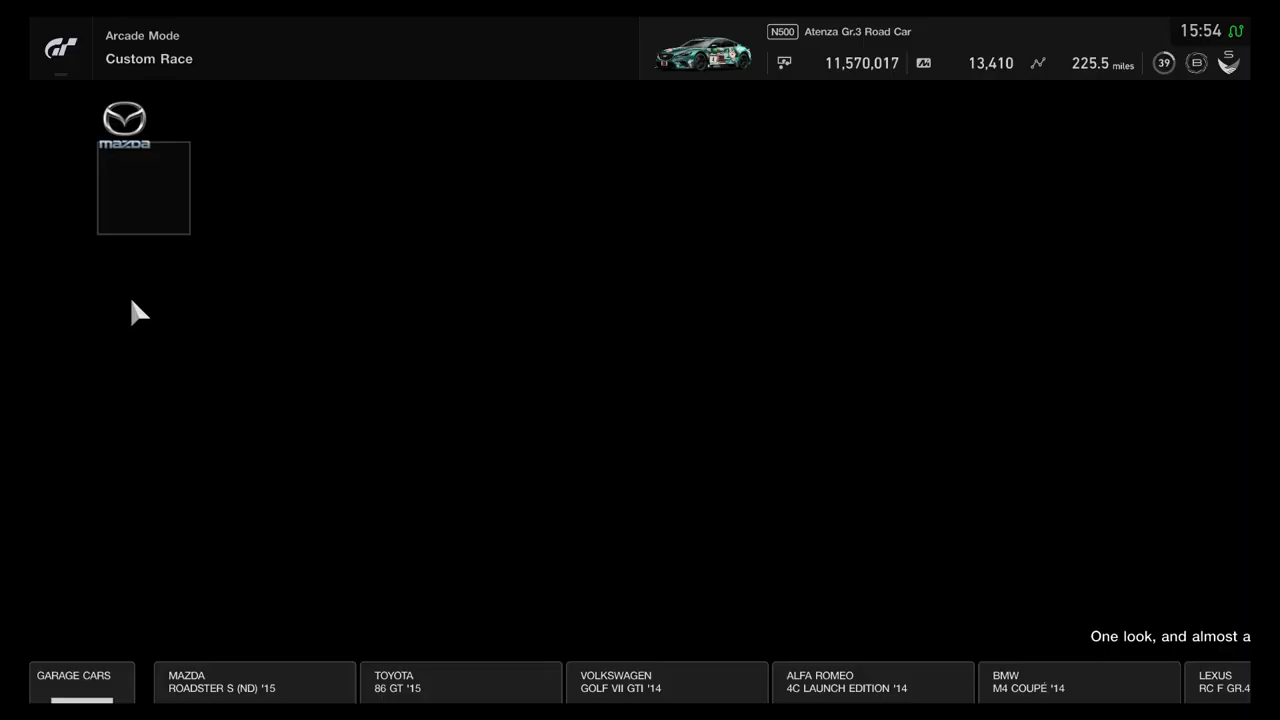 Arcade Mode
Custom Race
N500 Atenza Gr.3 Road Car
15:54
11,570,017
13,410
225.5 miles
39
B
S
mazda
One look, and almost a
GARAGE CARS
MAZDA
ROADSTER S (ND) '15
TOYOTA
86 GT '15
VOLKSWAGEN
GOLF VII GTI '14
ALFA ROMEO
4C LAUNCH EDITION '14
BMW
M4 COUPÉ '14
LEXUS
RC F GR.4